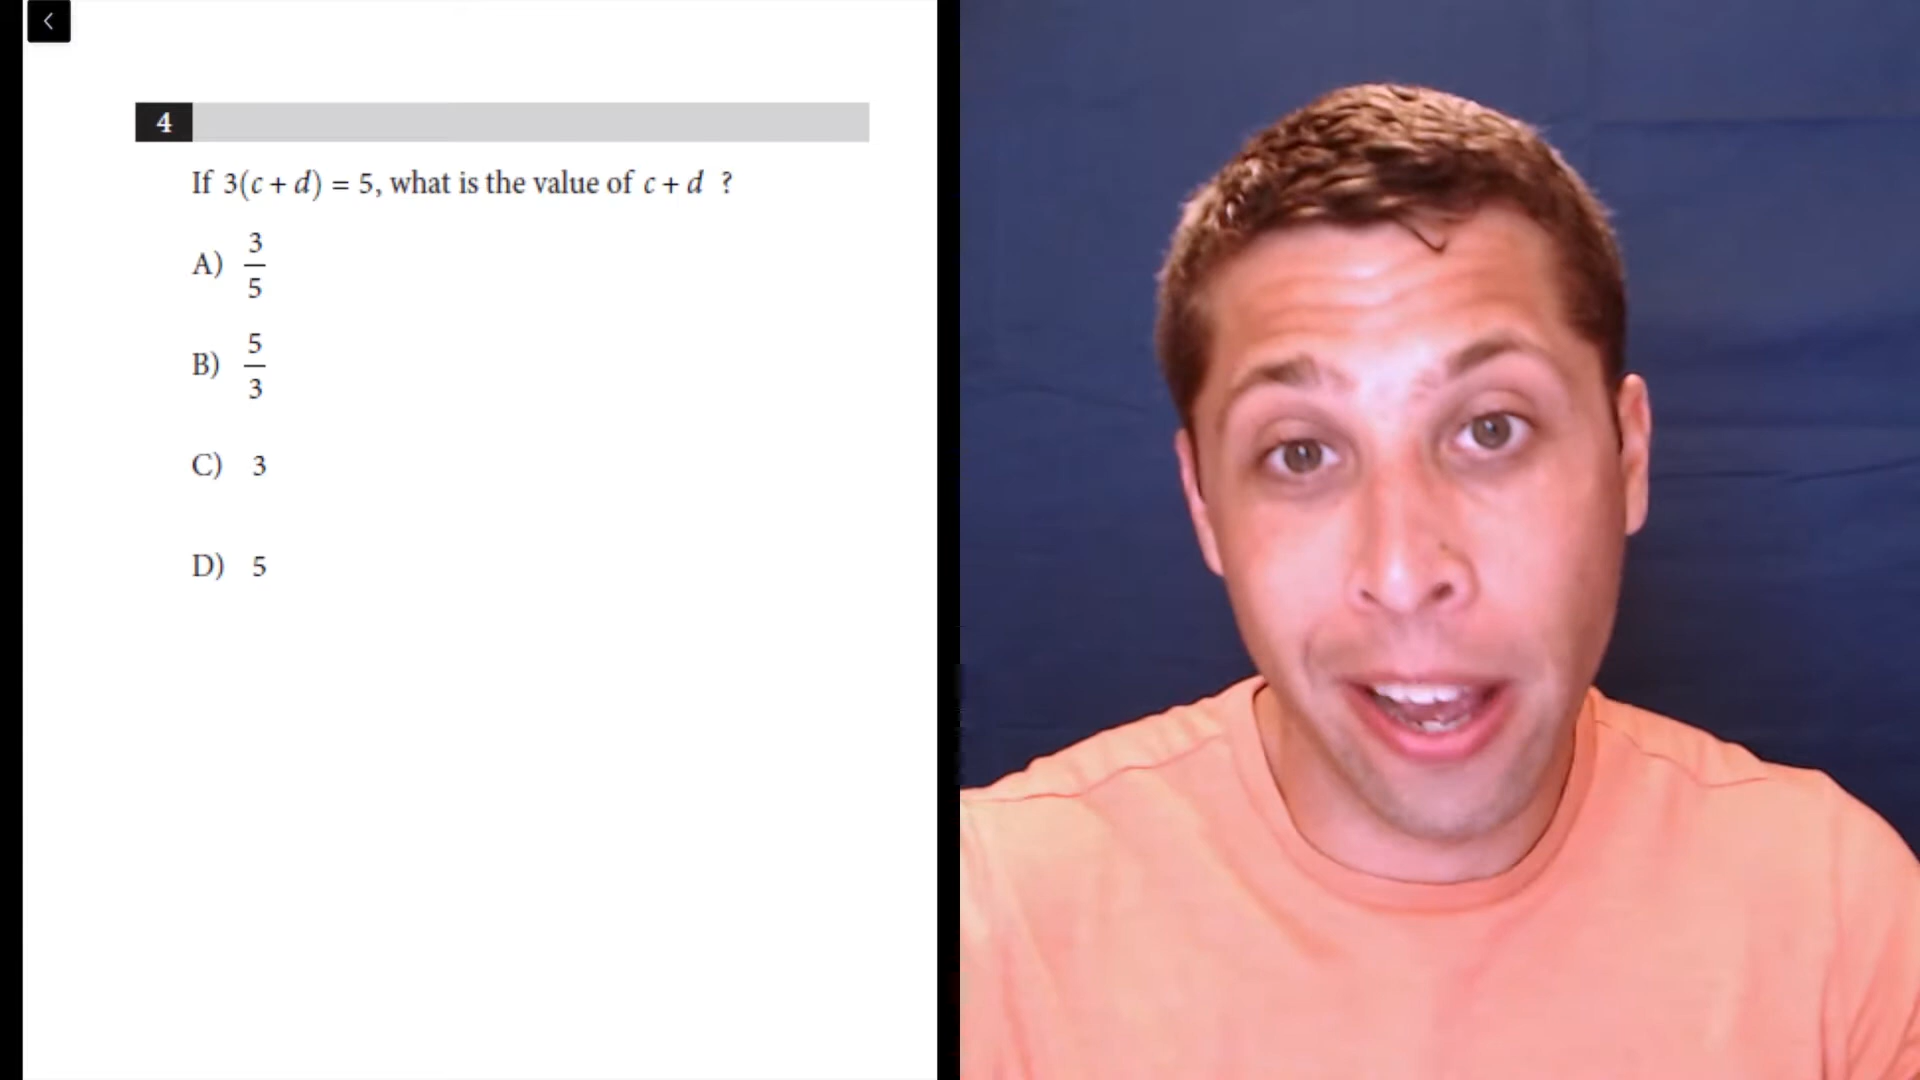 4
If 3(c + d) = 5, what is the value of c + d ?
A) 3/5
B) 5/3
C) 3
D) 5